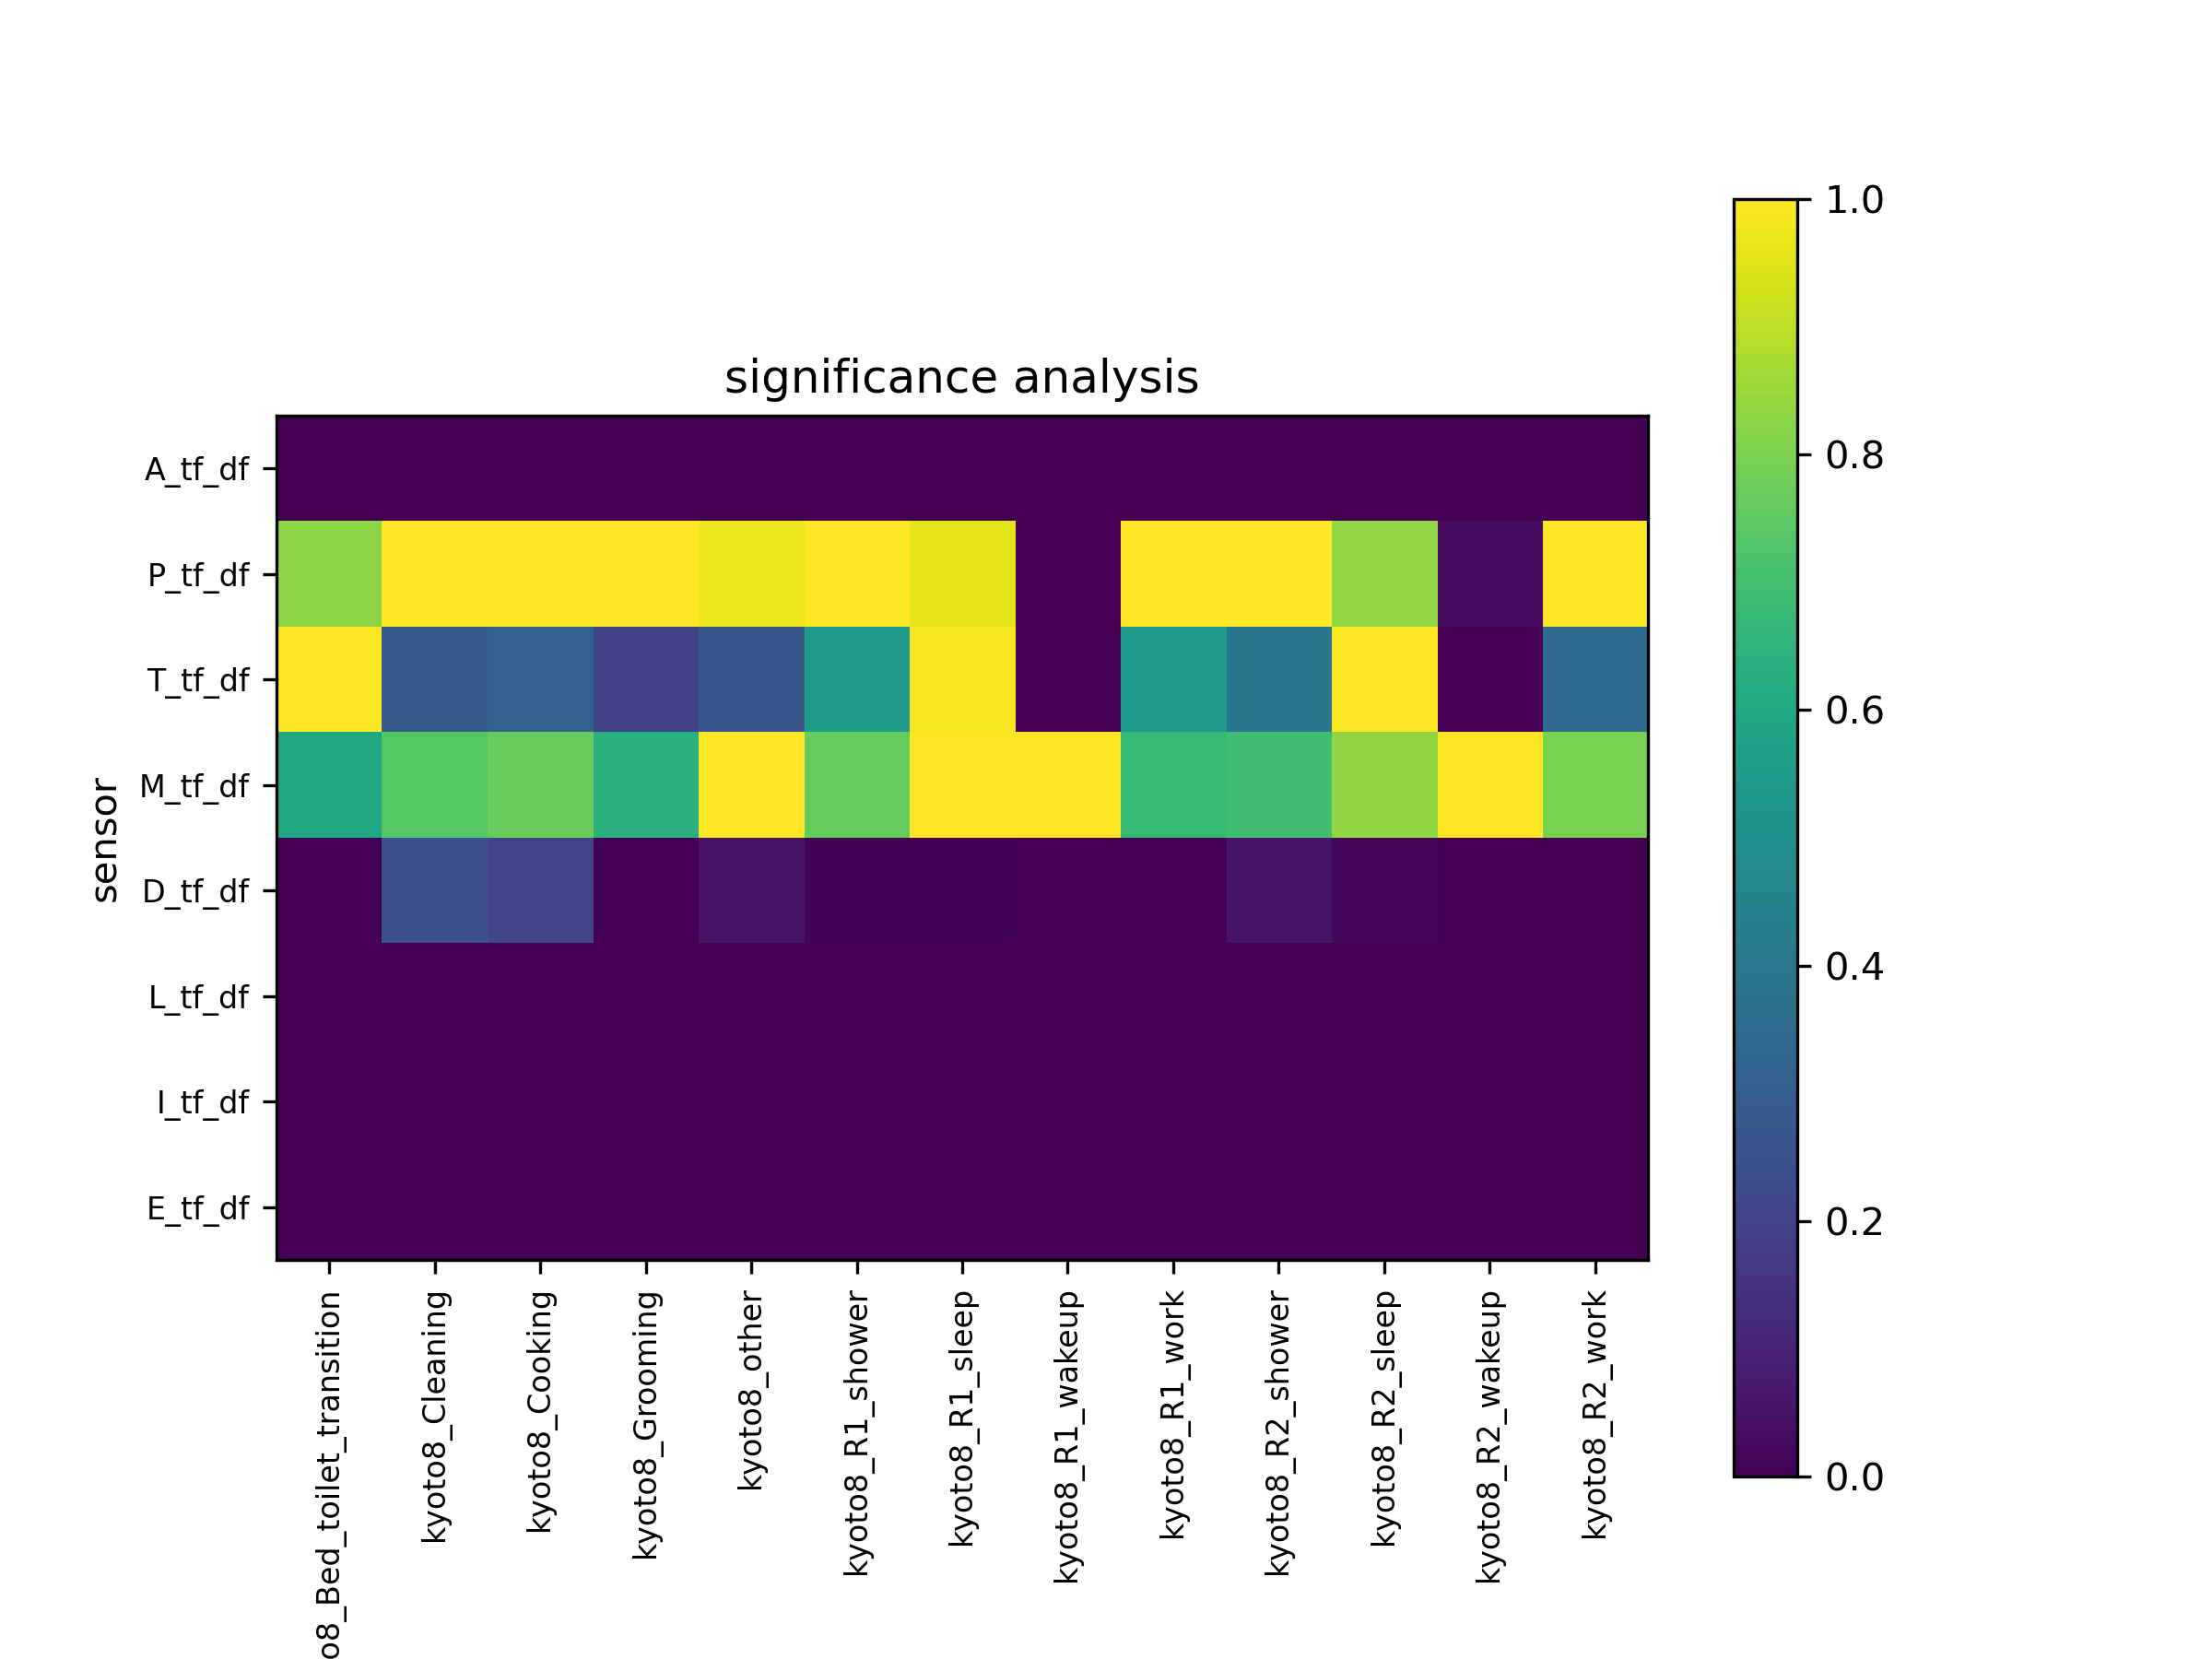 significance analysis
sensor
A_tf_df
P_tf_df
T_tf_df
M_tf_df
D_tf_df
L_tf_df
I_tf_df
E_tf_df
o8_Bed_toilet_transition
kyoto8_Cleaning
kyoto8_Cooking
kyoto8_Grooming
kyoto8_other
kyoto8_R1_shower
kyoto8_R1_sleep
kyoto8_R1_wakeup
kyoto8_R1_work
kyoto8_R2_shower
kyoto8_R2_sleep
kyoto8_R2_wakeup
kyoto8_R2_work
1.0
0.8
0.6
0.4
0.2
0.0